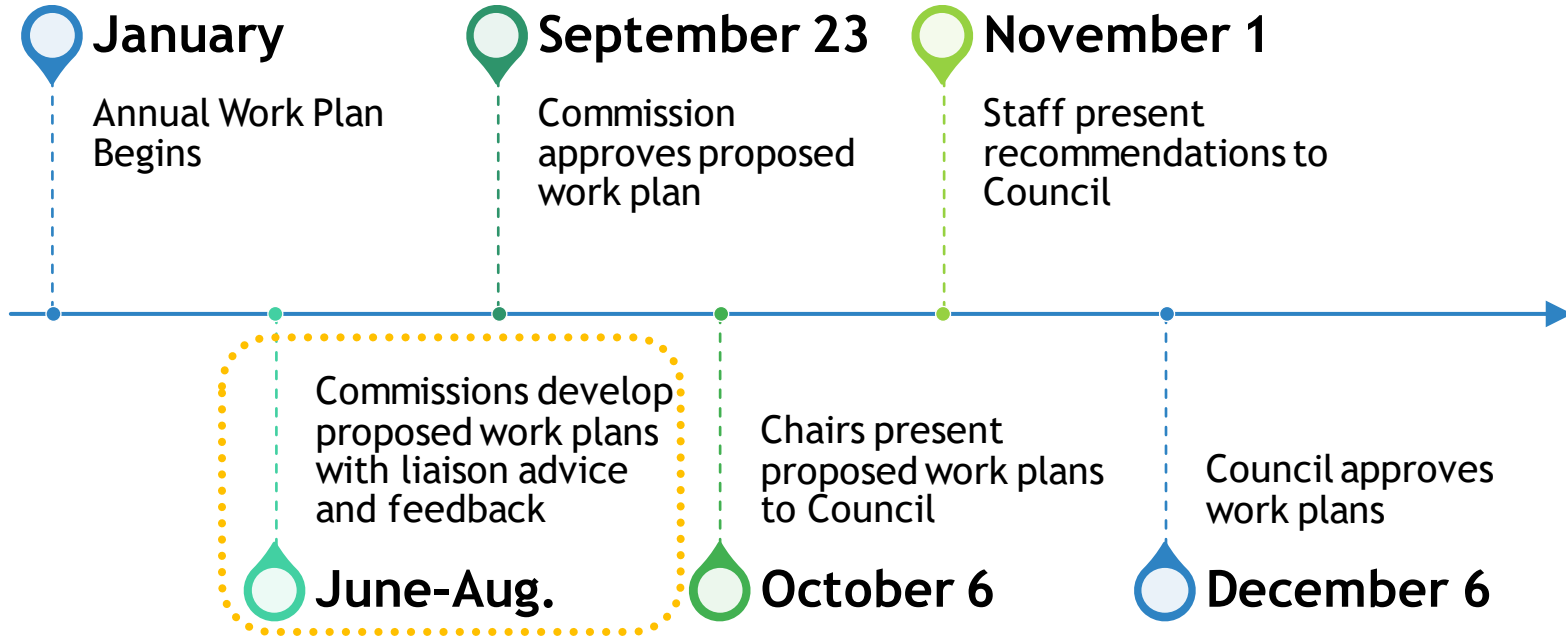 January
Annual Work Plan
Begins
September 23
Commission
approves proposed
work plan
November 1
Staff present
recommendations to
Council
Commissions develop
proposed work plans
with liaison advice
and feedback
June-Aug.
Chairs present
proposed work plans
to Council
October 6
Council approves
work plans
December 6